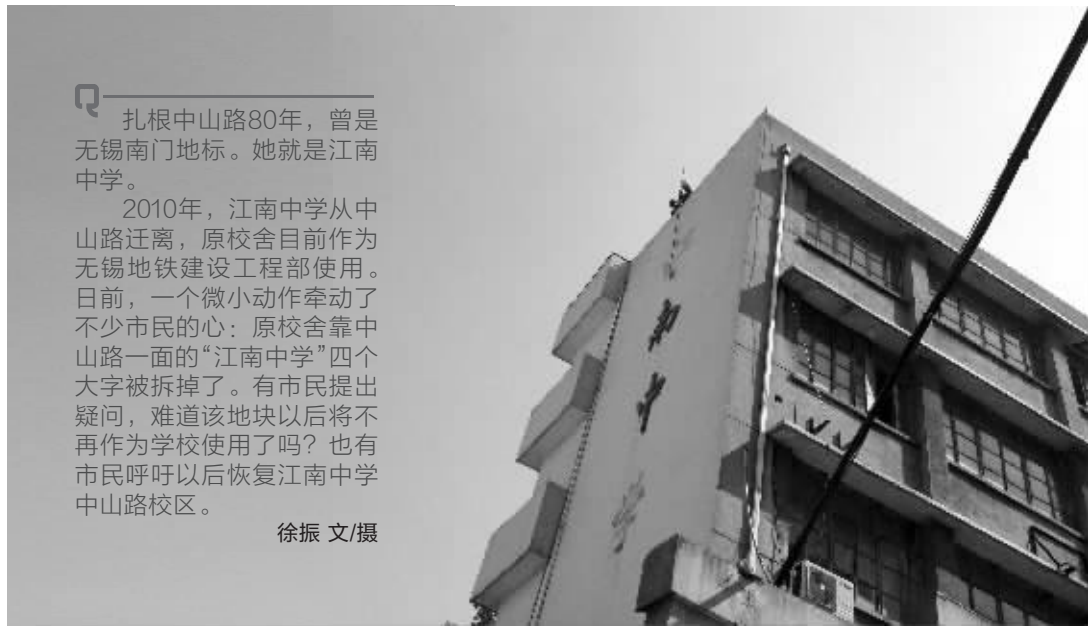 扎根中山路80年，曾是
无锡南门地标。她就是江南
中学。
2010年，江南中学从中
山路迁离，原校舍目前作为
无锡地铁建设工程部使用。
日前，一个微小动作牵动了
不少市民的心：原校舍靠中
山路一面的“江南中学”四个
大字被拆掉了。有市民提出
疑问，难道该地块以后将不
再作为学校使用了吗？也有
市民呼吁以后恢复江南中学
中山路校区。
徐振 文/摄
南
中
学